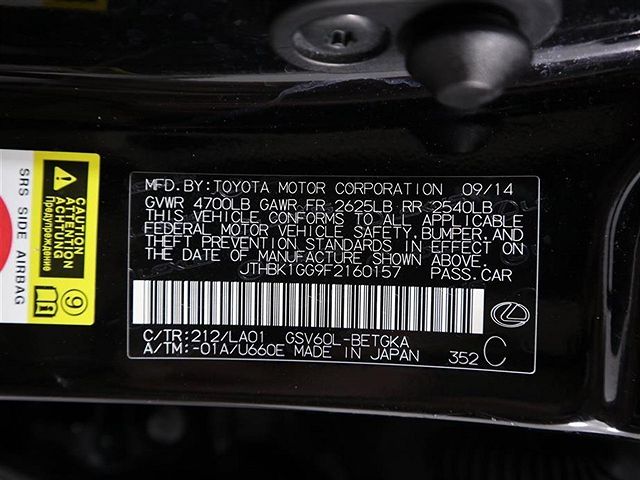 SRS SIDE AIRBAG
CAUTION
ATTENTION
ACHTUNG
Предупреждение
9
MFD.BY:TOYOTA MOTOR CORPORATION 09/14
GVWR 4700LB GAWR FR 2625LB RR 2540LB
THIS VEHICLE CONFORMS TO ALL APPLICABLE
FEDERAL MOTOR VEHICLE SAFETY,BUMPER,AND
THEFT PREVENTION STANDARDS IN EFFECT ON
THE DATE OF MANUFACTURE SHOWN ABOVE.
JTHBK1GG9F2160157 PASS.CAR
C/TR:212/LA01 GSV60L-BETGKA
A/TM:-01A/U660E MADE IN JAPAN 352 C